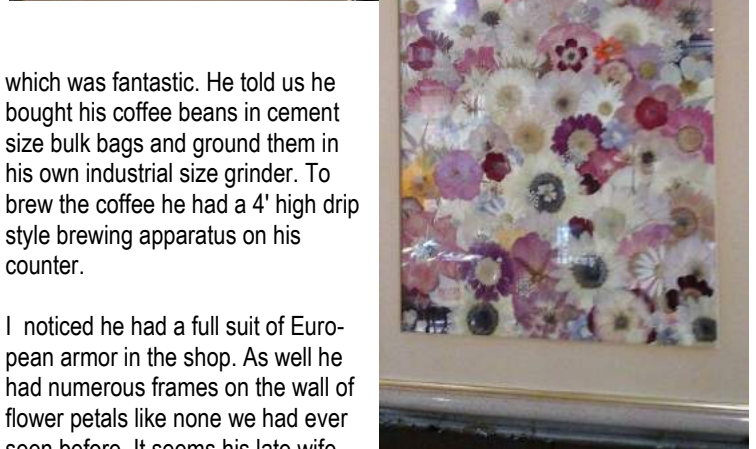 which was fantastic. He told us he
bought his coffee beans in cement
size bulk bags and ground them in
his own industrial size grinder. To
brew the coffee he had a 4' high drip
style brewing apparatus on his
counter.
I noticed he had a full suit of Euro-
pean armor in the shop. As well he
had numerous frames on the wall of
flower petals like none we had ever
seen before. It seems his late wife